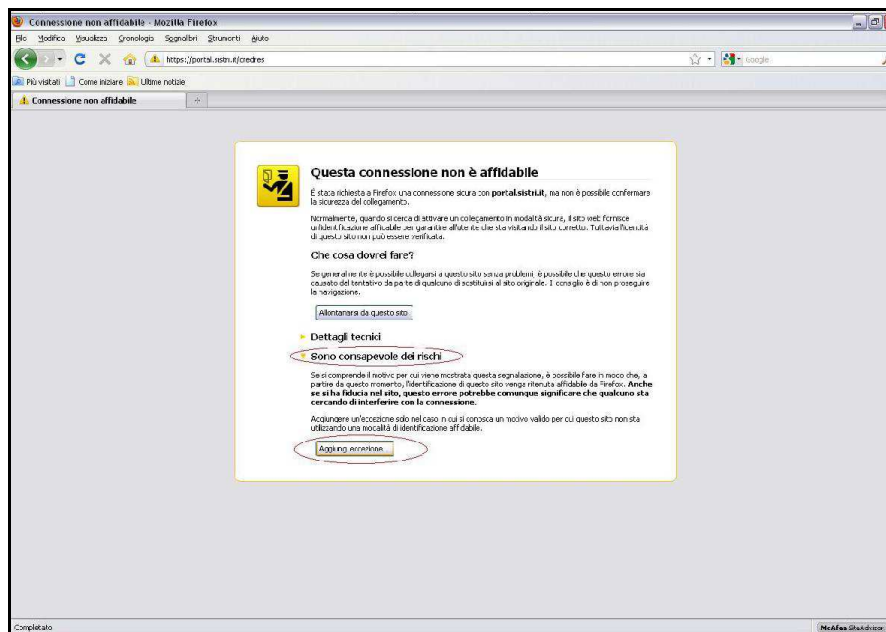 Connessione non affidabile - Mozilla Firefox
File Modifica Visualizza Cronologia Segnalibri Strumenti Aiuto
https://portal.sistri.it/credres
Google
Più visitati Come iniziare Ultime notizie
Connessione non affidabile
Questa connessione non è affidabile
È stata richiesta a Firefox una connessione sicura con portal.sistri.it, ma non è possibile confermare
la sicurezza del collegamento.
Normalmente, quando si cerca di attivare un collegamento in modalità sicura, il sito web fornisce
un'identificazione affidabile per garantire all'utente che sta visitando il sito corretto. Tuttavia l'identità
di questo sito non può essere verificata.
Che cosa dovrei fare?
Se generalmente è possibile collegarsi a questo sito senza problemi, è possibile che questo errore sia
causato dal tentativo da parte di qualcuno di sostituirsi al sito originale. Il consiglio è di non proseguire
la navigazione.
Allontanarsi da questo sito
Dettagli tecnici
Sono consapevole dei rischi
Se si comprende il motivo per cui viene mostrata questa segnalazione, è possibile fare in modo che, a
partire da questo momento, l'identificazione di questo sito venga ritenuta affidabile da Firefox. Anche
se si ha fiducia nel sito, questo errore potrebbe comunque significare che qualcuno sta
cercando di interferire con la connessione.
Aggiungere un'eccezione solo nel caso in cui si conosca un motivo valido per cui questo sito non sta
utilizzando una modalità di identificazione affidabile.
Aggiungi eccezione...
Completato
McAfee SiteAdvisor